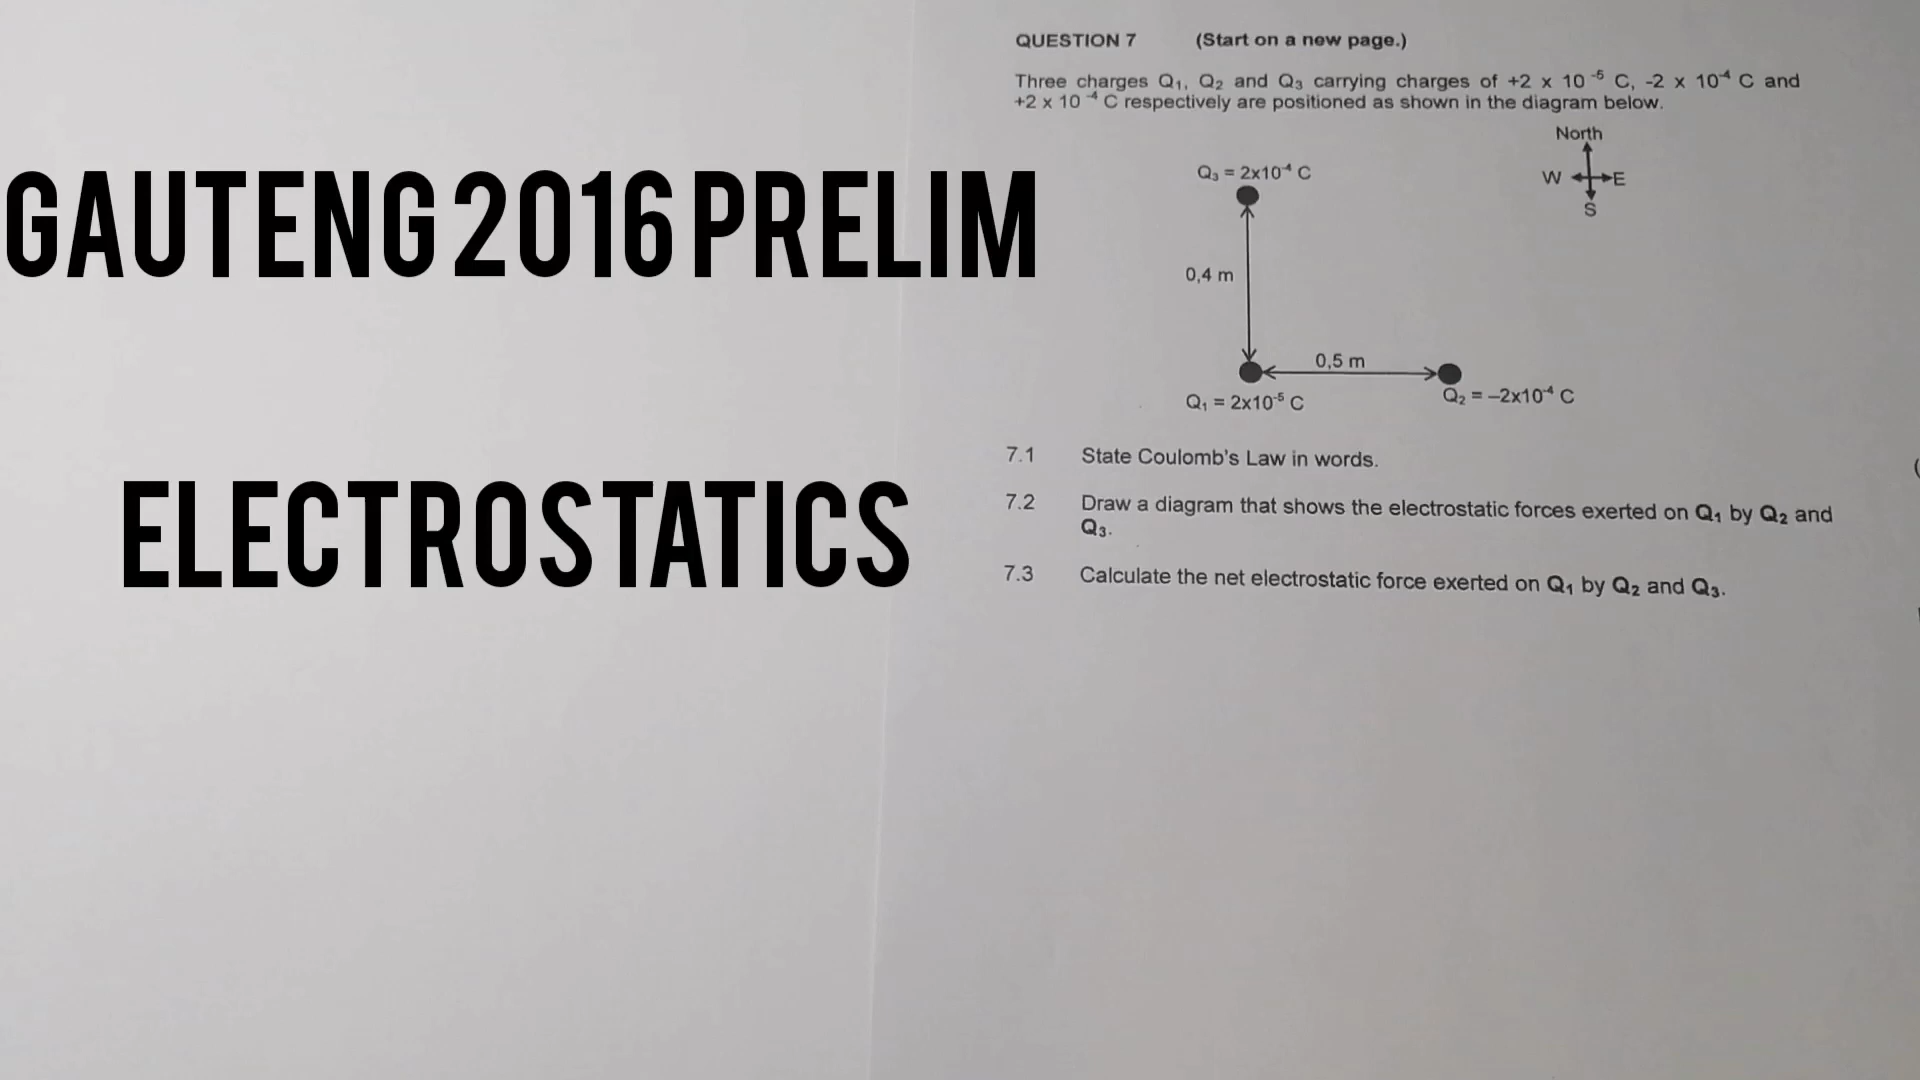 GAUTENG 2016 PRELIM
ELECTROSTATICS
QUESTION 7 (Start on a new page.)
Three charges Q₁, Q₂ and Q₃ carrying charges of +2 x 10⁻⁵ C, -2 x 10⁻⁴ C and
+2 x 10⁻⁴ C respectively are positioned as shown in the diagram below.
North
W E
S
Q₃ = 2x10⁻⁴ C
0,4 m
0,5 m
Q₁ = 2x10⁻⁵ C
Q₂ = –2x10⁻⁴ C
7.1 State Coulomb's Law in words.
7.2 Draw a diagram that shows the electrostatic forces exerted on Q₁ by Q₂ and
Q₃.
7.3 Calculate the net electrostatic force exerted on Q₁ by Q₂ and Q₃.